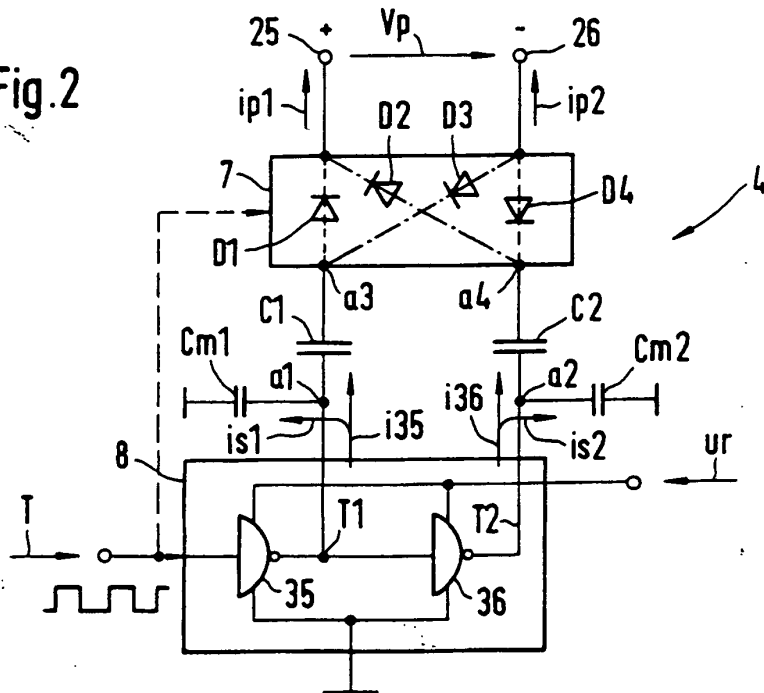 Fig.2
25 + Vp - 26
ip1 ip2
D2 D3
7 D4 4
D1
a3 a4
C1 C2
Cm1 Cm2
a1 a2
is1 i35 i36 is2
8 ur
T T1 T2
35 36